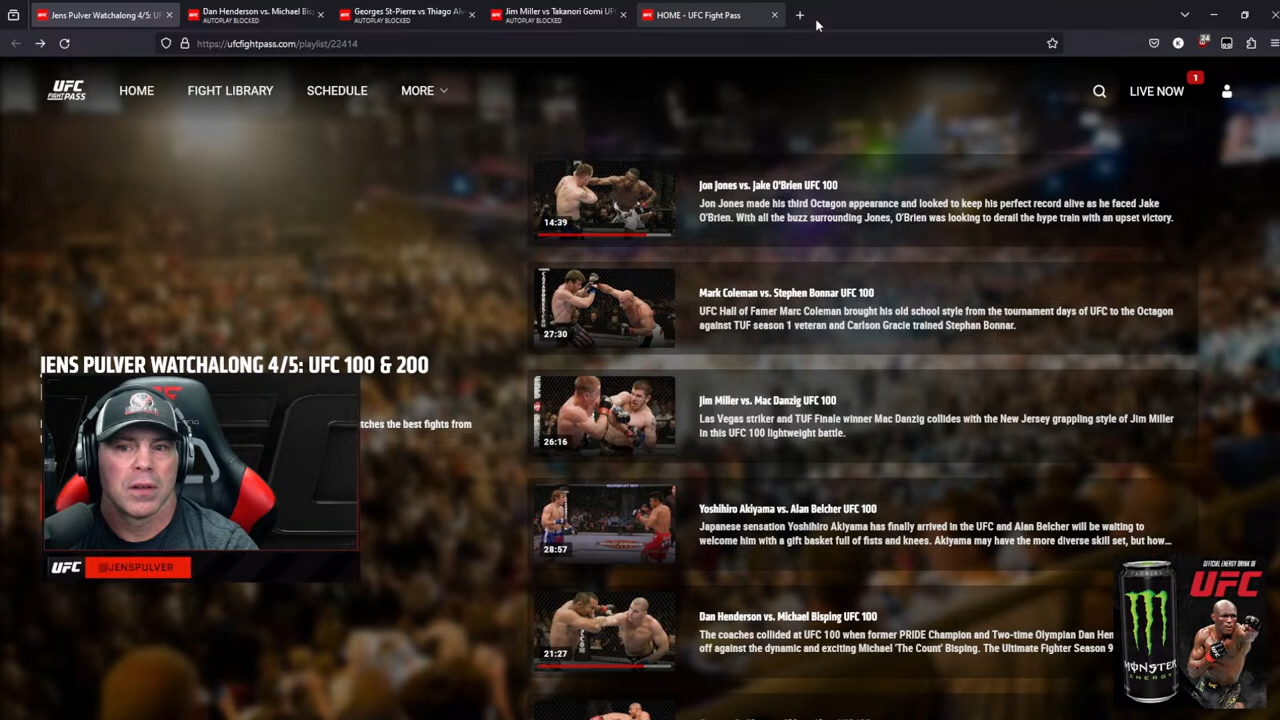 Jens Pulver Watchalong 4/5: U
Dan Henderson vs. Michael Bis
AUTOPLAY BLOCKED
Georges St-Pierre vs Thiago Al
AUTOPLAY BLOCKED
Jim Miller vs Takanori Gomi UF
AUTOPLAY BLOCKED
HOME - UFC Fight Pass
https://ufcfightpass.com/playlist/22414
24
UFC
FIGHT PASS
HOME
FIGHT LIBRARY
SCHEDULE
MORE
LIVE NOW
1
14:39
Jon Jones vs. Jake O'Brien UFC 100
Jon Jones made his third Octagon appearance and looked to keep his perfect record alive as he faced Jake
O'Brien. With all the buzz surrounding Jones, O'Brien was looking to derail the hype train with an upset victory.
27:30
Mark Coleman vs. Stephen Bonnar UFC 100
UFC Hall of Famer Marc Coleman brought his old school style from the tournament days of UFC to the Octagon
against TUF season 1 veteran and Carlson Gracie trained Stephan Bonnar.
JENS PULVER WATCHALONG 4/5: UFC 100 & 200
tches the best fights from
26:16
Jim Miller vs. Mac Danzig UFC 100
Las Vegas striker and TUF Finale winner Mac Danzig collides with the New Jersey grappling style of Jim Miller
in this UFC 100 lightweight battle.
28:57
Yoshihiro Akiyama vs. Alan Belcher UFC 100
Japanese sensation Yoshihiro Akiyama has finally arrived in the UFC and Alan Belcher will be waiting to
welcome him with a gift basket full of fists and knees. Akiyama may have the more diverse skill set, but how...
UFC
@JENSPULVER
21:27
Dan Henderson vs. Michael Bisping UFC 100
The coaches collided at UFC 100 when former PRIDE Champion and Two-time Olympian Dan Hen
off against the dynamic and exciting Michael 'The Count' Bisping. The Ultimate Fighter Season 9
OFFICIAL ENERGY DRINK OF
UFC
MONSTER
ENERGY